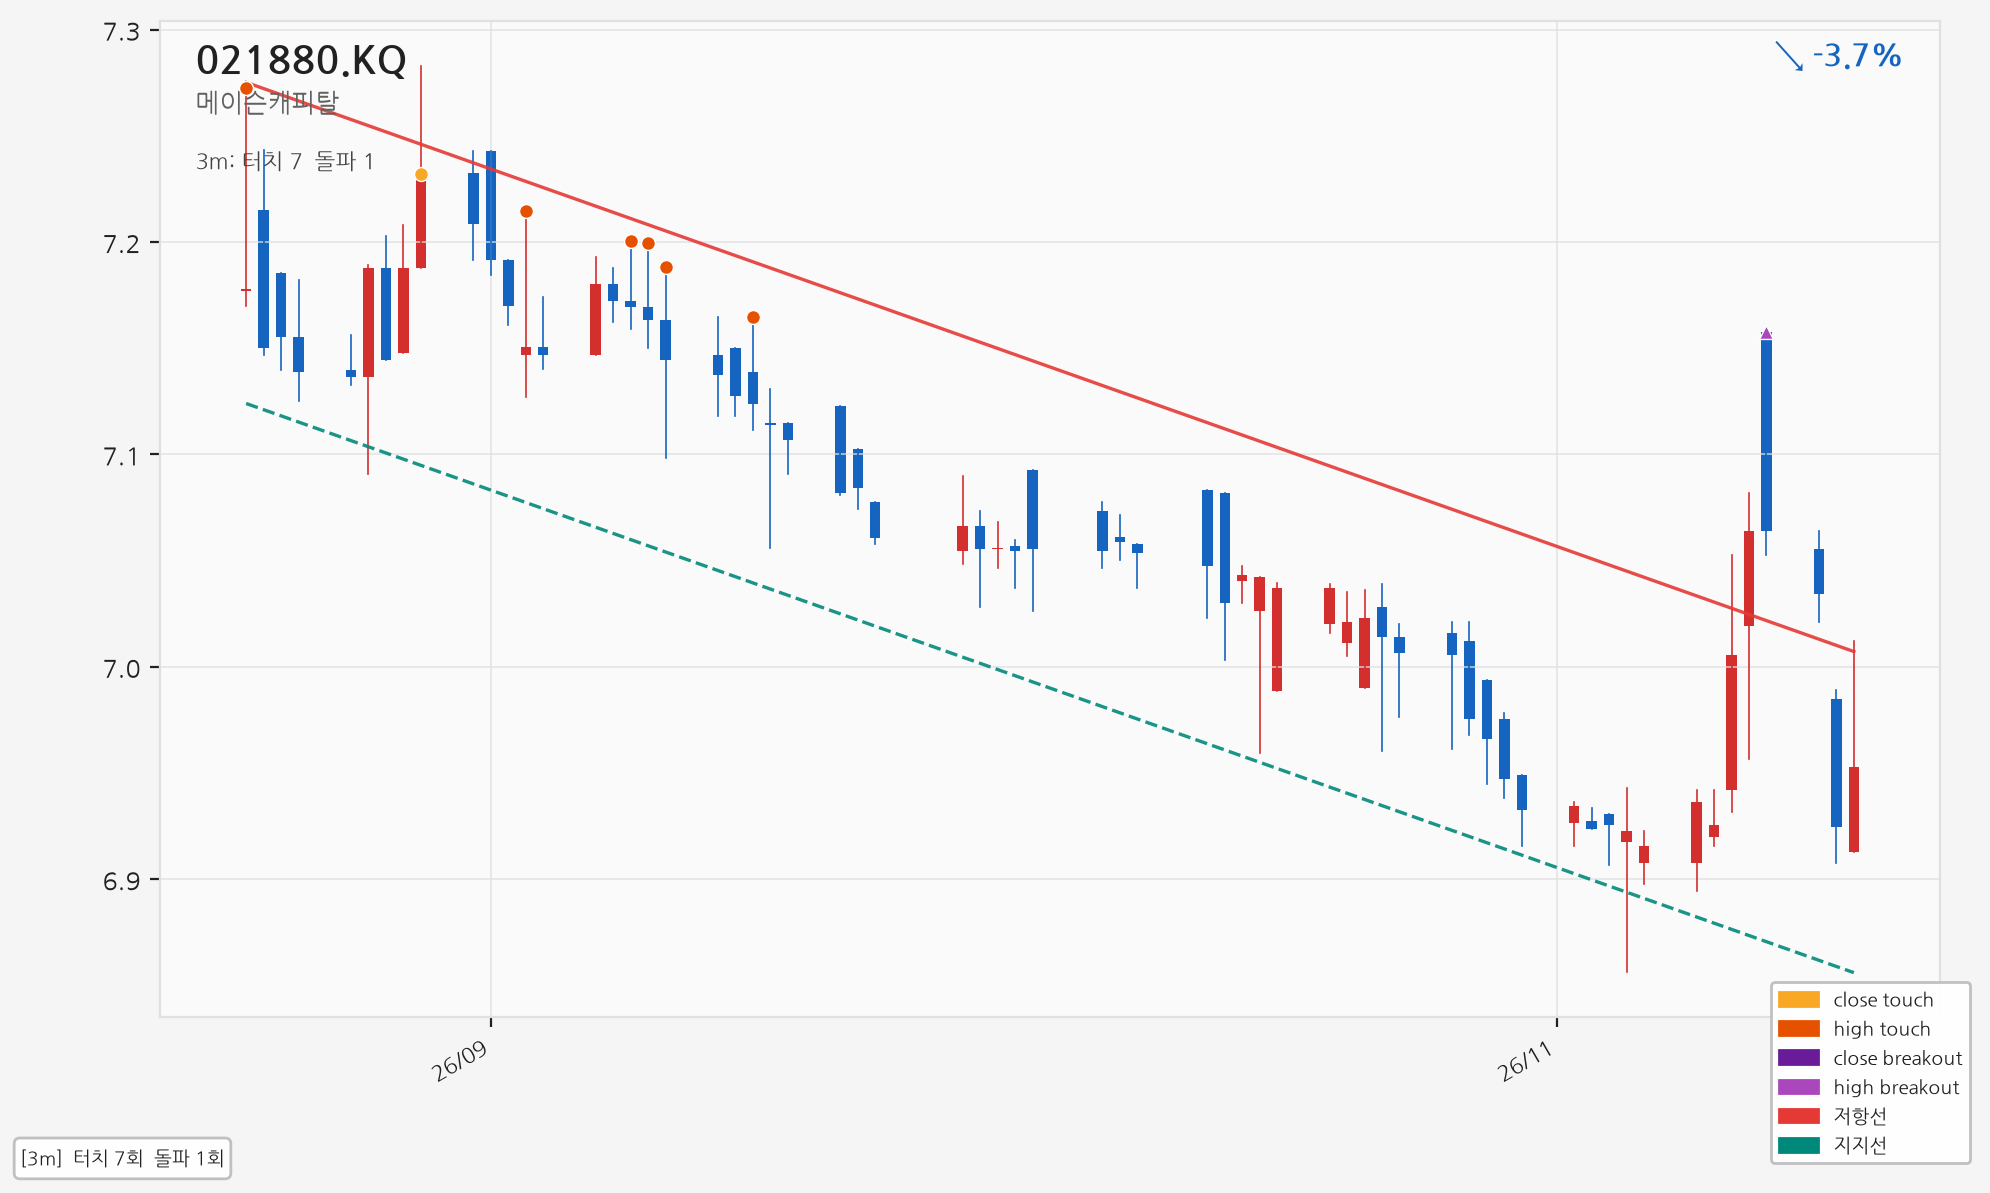 7.3
7.2
7.1
7.0
6.9
021880.KQ
메이슨캐피탈
3m: 터치 7 돌파 1
-3.7%
26/09
26/11
close touch
high touch
close breakout
high breakout
저항선
지지선
[3m] 터치 7회 돌파 1회